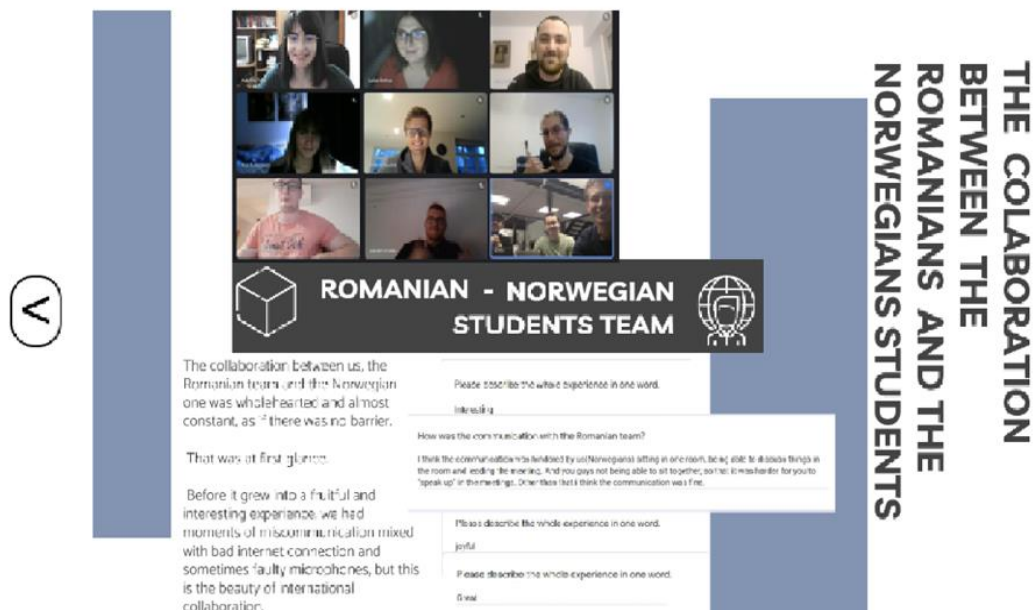 THE COLABORATION
BETWEEN THE
ROMANIANS AND THE
NORWEGIANS STUDENTS
ROMANIAN - NORWEGIAN
STUDENTS TEAM
The collaboration between us, the
Romanian team and the Norwegian
one was wholehearted and almost
constant, as if there was no barrier.
That was at first glance.
Before it grew into a fruitful and
interesting experience, we had
moments of miscommunication mixed
with bad internet connection and
sometimes faulty microphones, but this
is the beauty of international
collaboration.
Please describe the whole experience in one word.
Interesting
How was the communication with the Romanian team?
I think the communication was hindered by us(Norwegians) sitting in one room, being able to discuss things in
the room and leading the meeting. And you guys not being able to sit together, so that it was harder for you to
"speak up" in the meetings. Other than that I think the communication was fine.
Please describe the whole experience in one word.
joyful
Please describe the whole experience in one word.
Great